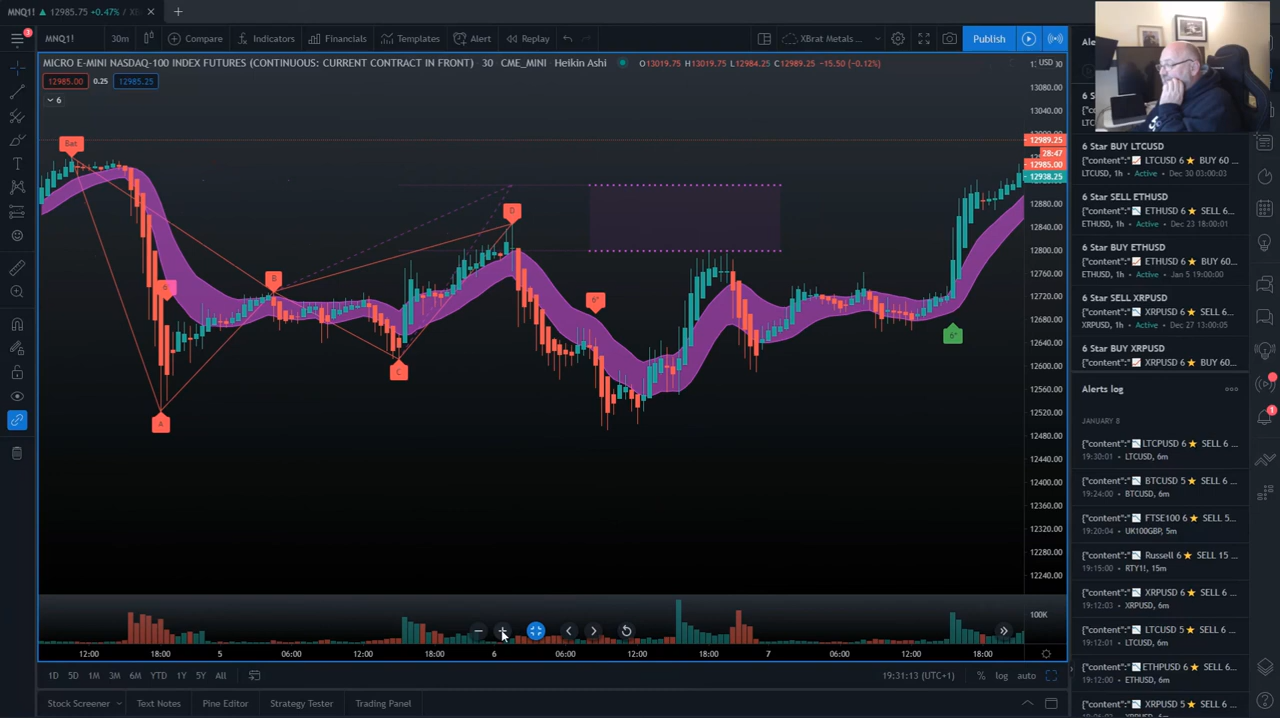 MNQ1! ▲ 12985.75 +0.47% / XB
3
MNQ1!
30m
Compare
Indicators
Financials
Templates
Alert
Replay
XBrat Metals ...
Publish
MICRO E-MINI NASDAQ-100 INDEX FUTURES (CONTINUOUS: CURRENT CONTRACT IN FRONT) · 30 · CME_MINI · Heikin Ashi
O13019.75 H13019.75 L12984.25 C12989.25 −15.50 (−0.12%)
USD
12985.00
0.25
12985.25
6
13080.00
13040.00
12989.25
28:47
12985.00
12938.25
12880.00
12840.00
12800.00
12760.00
12720.00
12680.00
12640.00
12600.00
12560.00
12520.00
12480.00
12440.00
12400.00
12360.00
12320.00
12280.00
12240.00
100K
Bat
A
B
C
D
6*
6*
12:00
18:00
5
06:00
12:00
18:00
6
06:00
12:00
18:00
7
06:00
12:00
18:00
1D
5D
1M
3M
6M
YTD
1Y
5Y
All
19:31:13 (UTC+1)
%
log
auto
Stock Screener
Text Notes
Pine Editor
Strategy Tester
Trading Panel
6 Star BUY LTCUSD
{"content":" LTCUSD 6 ⭐ BUY 60 ...
LTCUSD, 1h • Active • Dec 30 03:00:03
6 Star SELL ETHUSD
{"content":" ETHUSD 6 ⭐ SELL 6...
ETHUSD, 1h • Active • Dec 23 18:00:01
6 Star BUY ETHUSD
{"content":" ETHUSD 6 ⭐ BUY 60...
ETHUSD, 1h • Active • Jan 5 19:00:00
6 Star SELL XRPUSD
{"content":" XRPUSD 6 ⭐ SELL 6...
XRPUSD, 1h • Active • Dec 27 13:00:05
6 Star BUY XRPUSD
{"content":" XRPUSD 6 ⭐ BUY 60...
Alerts log
JANUARY 8
{"content":" LTCPUSD 6 ⭐ SELL 6 ...
19:30:01 • LTCUSD, 6m
{"content":" BTCUSD 5 ⭐ SELL 6 ...
19:24:00 • BTCUSD, 6m
{"content":" FTSE100 6 ⭐ SELL 5...
19:20:04 • UK100GBP, 5m
{"content":" Russell 6 ⭐ SELL 15 ...
19:15:00 • RTY1!, 15m
{"content":" XRPUSD 6 ⭐ SELL 6 ...
19:12:03 • XRPUSD, 6m
{"content":" LTCUSD 5 ⭐ SELL 6 ...
19:12:01 • LTCUSD, 6m
{"content":" ETHPUSD 6 ⭐ SELL 6...
19:12:00 • ETHUSD, 6m
{"content":" XRPUSD 5 ⭐ SELL 6 ...